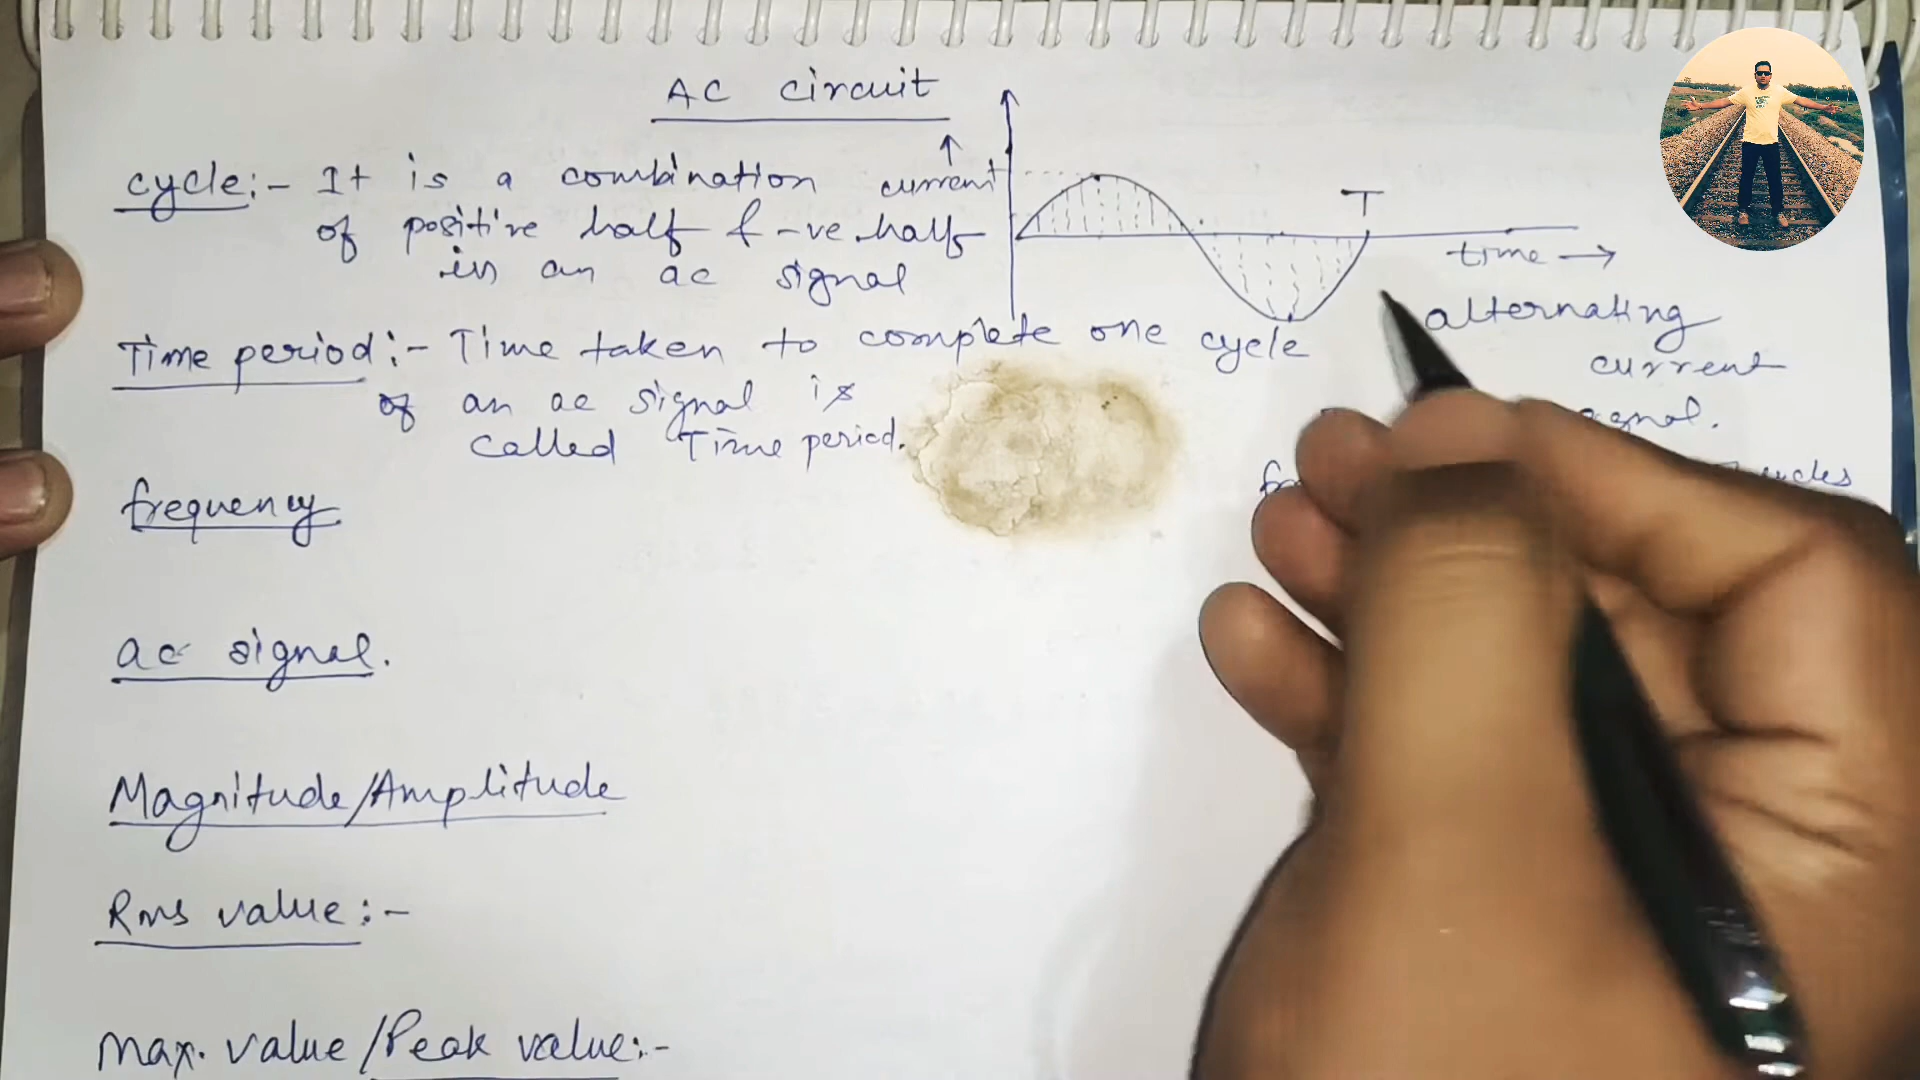 AC circuit
cycle:- It is a combination
of positive half & -ve half
in an ac signal
current
T
time →
alternating
current
Time period:- Time taken to complete one cycle
of an ac signal is
called Time period.
frequency
ac signal.
Magnitude/Amplitude
Rms value:-
Max. value/Peak value:-